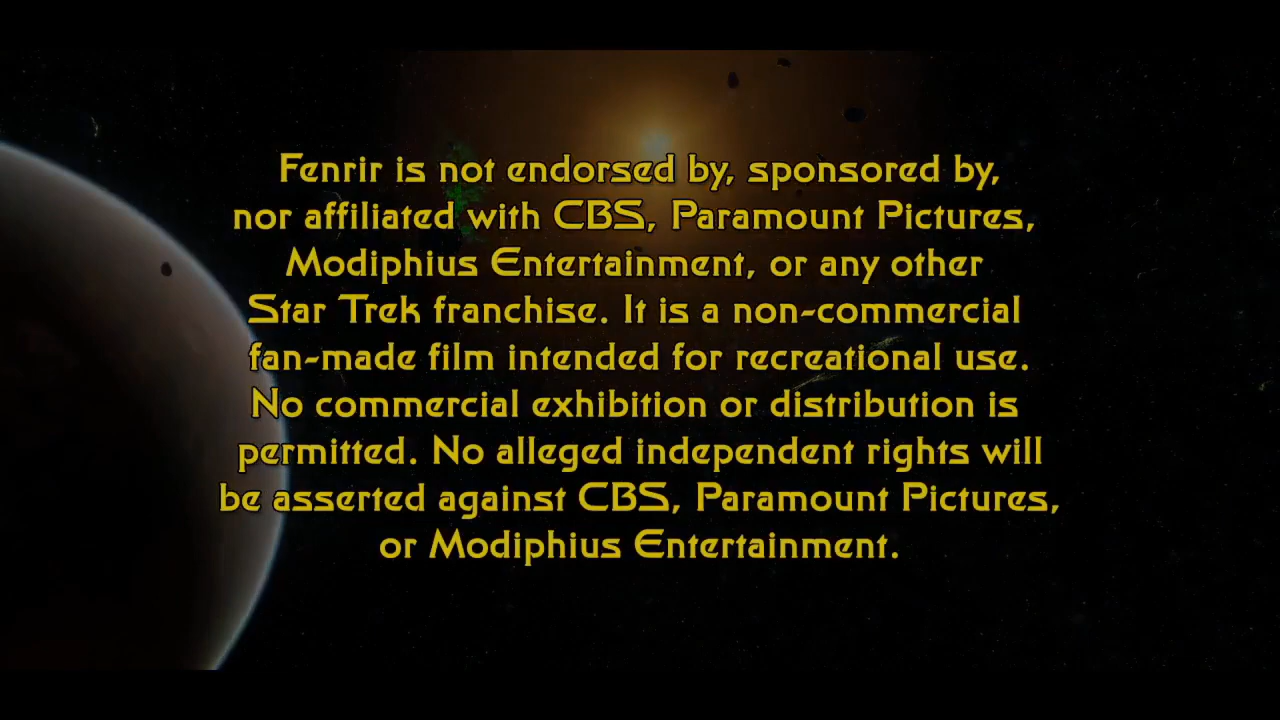 Fenrir is not endorsed by, sponsored by,
nor affiliated with CBS, Paramount Pictures,
Modiphius Entertainment, or any other
Star Trek franchise. It is a non-commercial
fan-made film intended for recreational use.
No commercial exhibition or distribution is
permitted. No alleged independent rights will
be asserted against CBS, Paramount Pictures,
or Modiphius Entertainment.